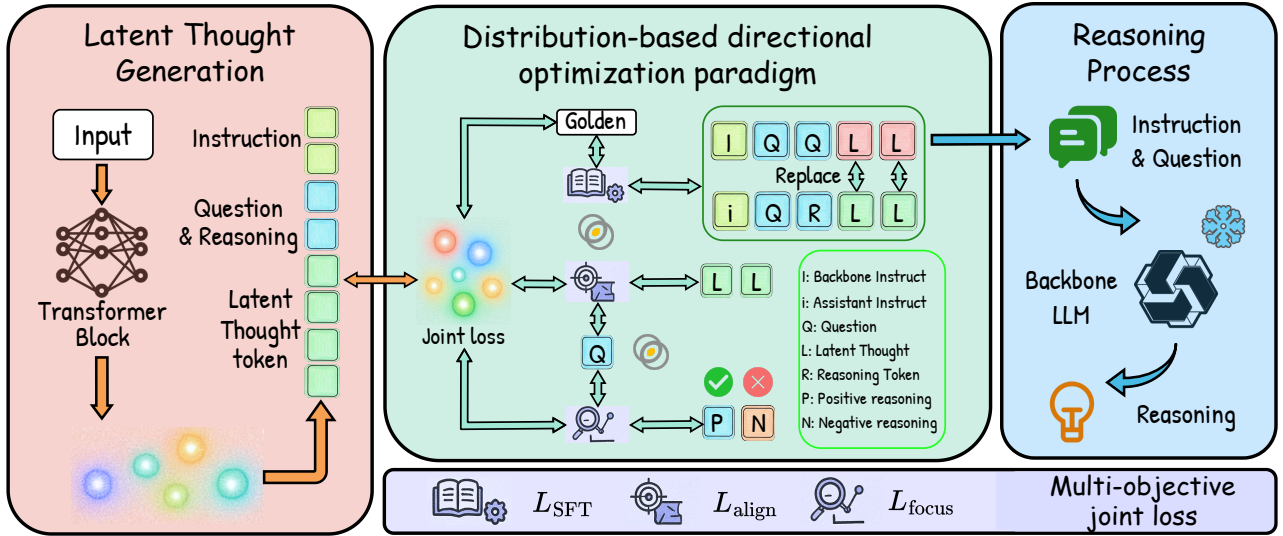 Latent Thought
Generation
Input
Transformer
Block
Instruction
Question
& Reasoning
Latent
Thought
token
Distribution-based directional
optimization paradigm
Golden
I Q Q L L
Replace
i Q R L L
Joint loss
L L
Q
P N
I: Backbone Instruct
i: Assistant Instruct
Q: Question
L: Latent Thought
R: Reasoning Token
P: Positive reasoning
N: Negative reasoning
Reasoning
Process
Instruction
& Question
Backbone
LLM
Reasoning
L_SFT
L_align
L_focus
Multi-objective
joint loss